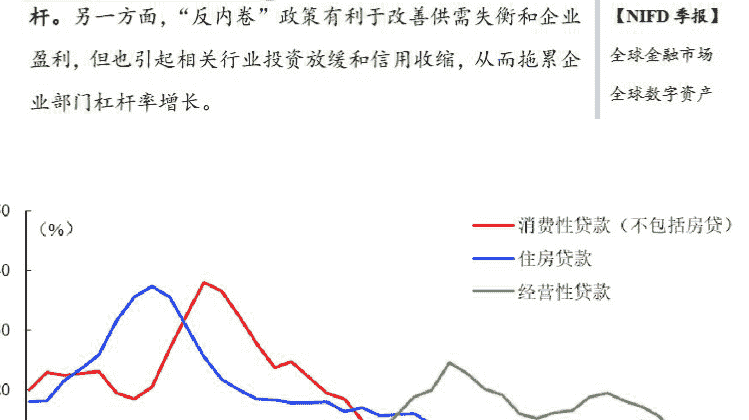 杆。另一方面，“反内卷”政策有利于改善供需失衡和企业
盈利，但也引起相关行业投资放缓和信用收缩，从而拖累企
业部门杠杆率增长。
【NIFD 季报】
全球金融市场
全球数字资产
（%）
消费性贷款（不包括房贷）
住房贷款
经营性贷款